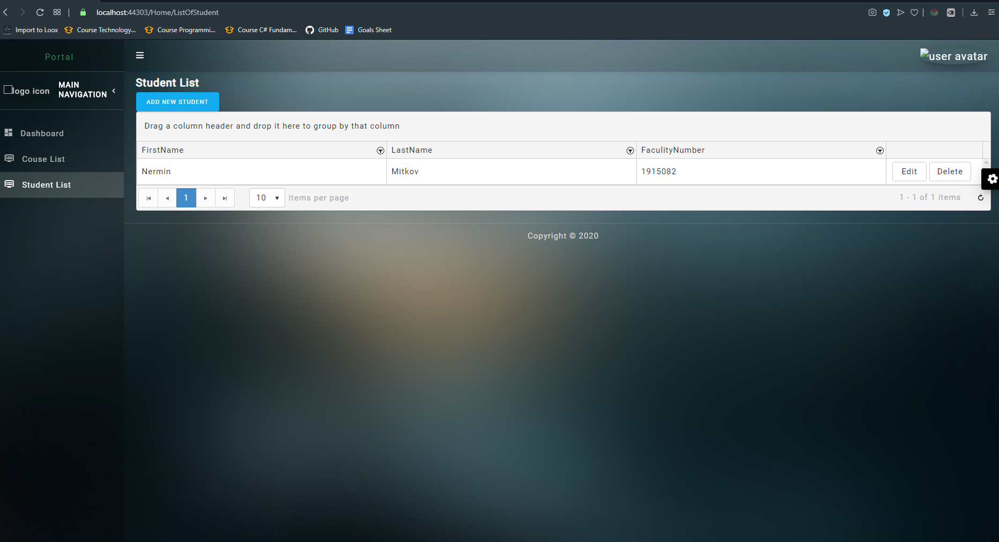 localhost:44303/Home/ListOfStudent
Import to Loox Course Technology... Course Programmi... Course C# Fundam... GitHub Goals Sheet
Portal
user avatar
logo icon
MAIN
NAVIGATION
Dashboard
Couse List
Student List
Student List
ADD NEW STUDENT
Drag a column header and drop it here to group by that column
FirstName LastName FaculityNumber
Nermin Mitkov 1915082 Edit Delete
1 10 items per page 1 - 1 of 1 items
Copyright © 2020